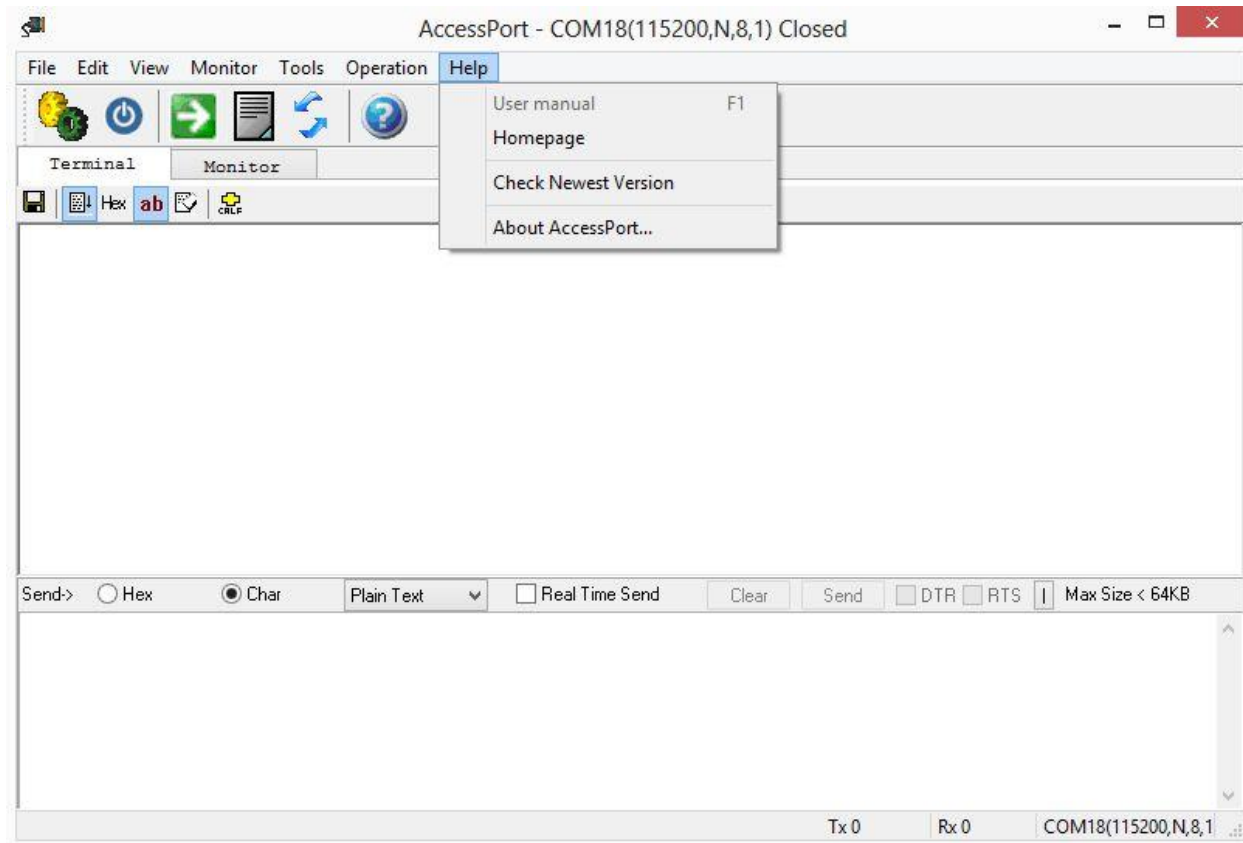 AccessPort - COM18(115200,N,8,1) Closed
File Edit View Monitor Tools Operation Help
User manual F1
Homepage
Check Newest Version
About AccessPort...
Terminal Monitor
Hex ab CRLF
Send-> Hex Char Plain Text Real Time Send Clear Send DTR RTS | Max Size < 64KB
Tx 0 Rx 0 COM18(115200,N,8,1